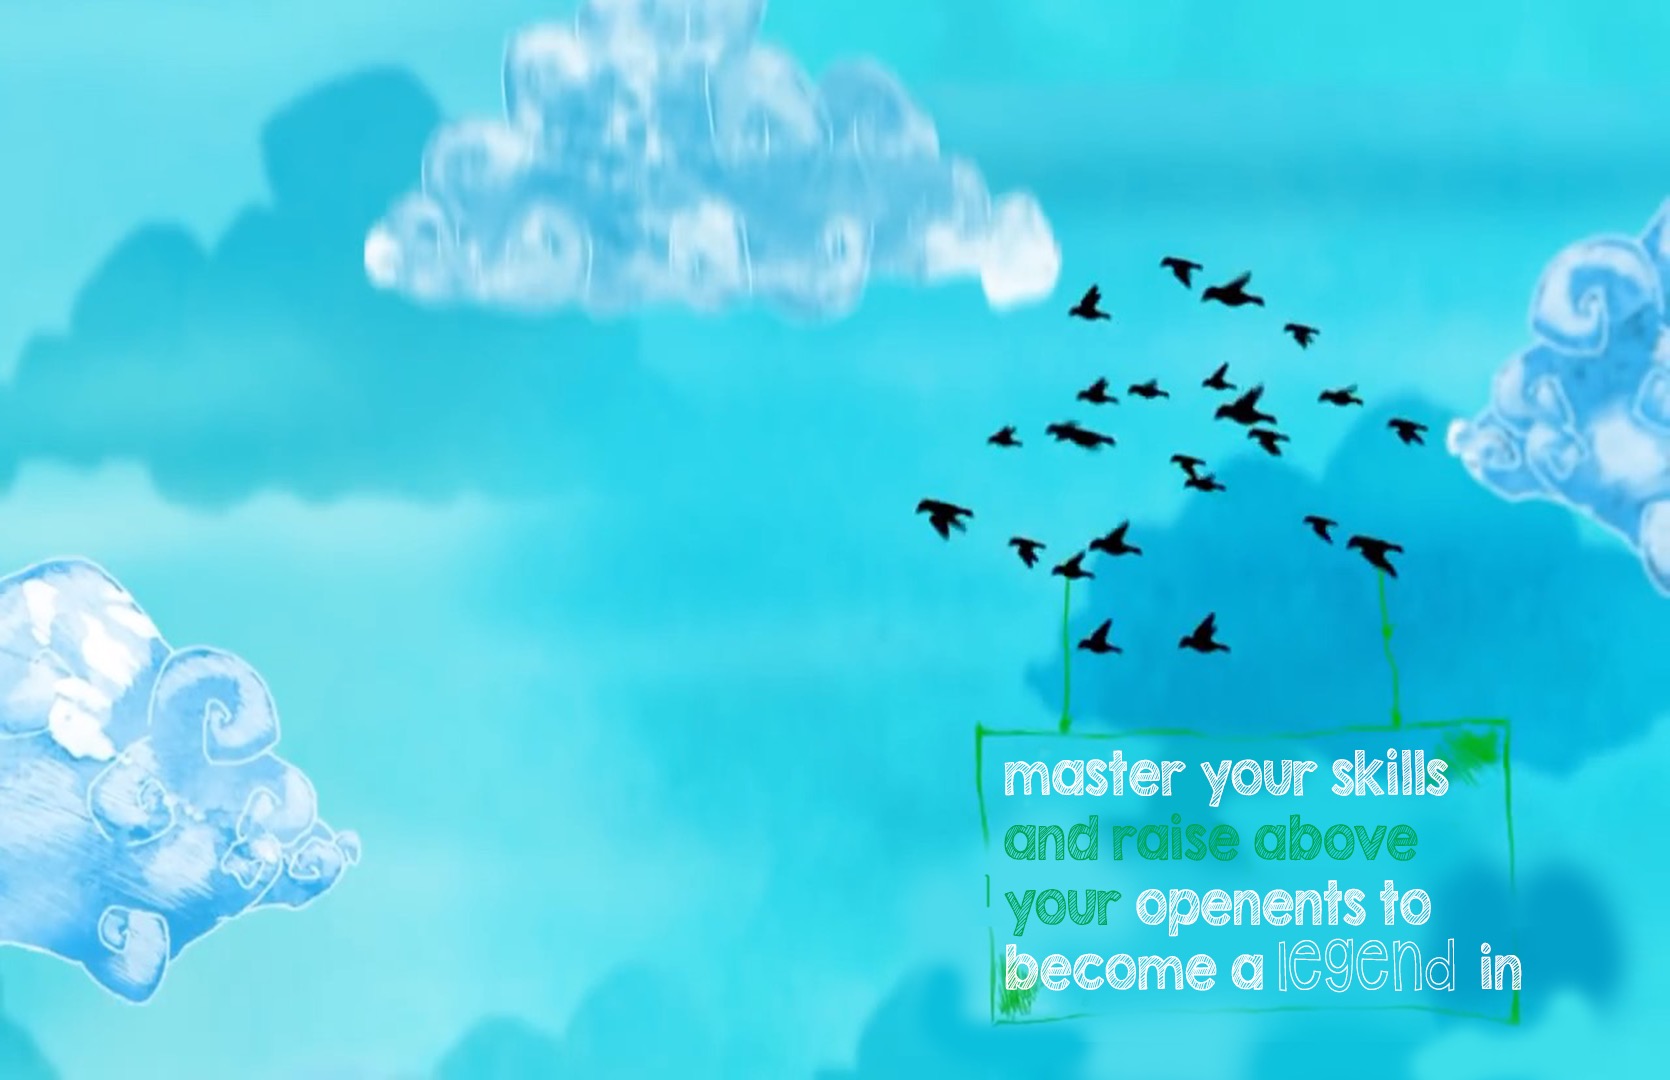 master your skills
and raise above
your openents to
become a legend in